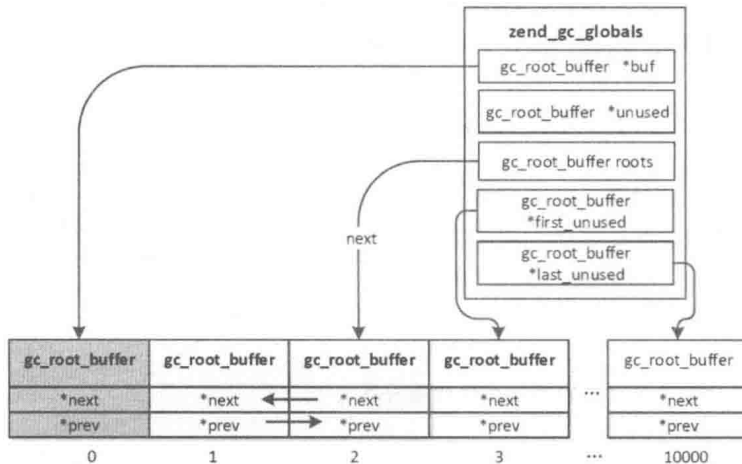 zend_gc_globals
gc_root_buffer *buf
gc_root_buffer *unused
gc_root_buffer roots
gc_root_buffer
*first_unused
gc_root_buffer
*last_unused
next
gc_root_buffer gc_root_buffer gc_root_buffer gc_root_buffer gc_root_buffer
*next *next *next *next ... *next
*prev *prev *prev *prev *prev
0 1 2 3 ... 10000